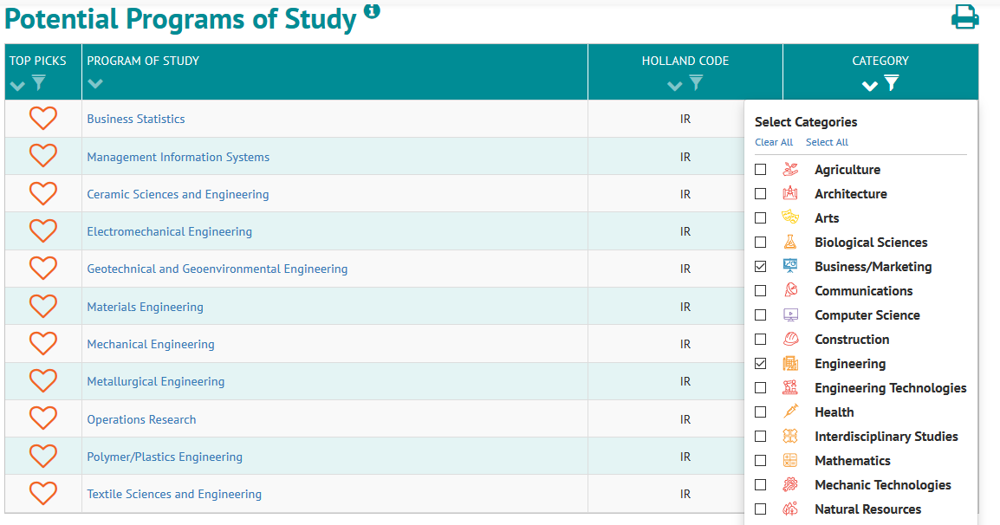 Potential Programs of Study
TOP PICKS PROGRAM OF STUDY HOLLAND CODE CATEGORY
Business Statistics IR
Management Information Systems IR
Ceramic Sciences and Engineering IR
Electromechanical Engineering IR
Geotechnical and Geoenvironmental Engineering IR
Materials Engineering IR
Mechanical Engineering IR
Metallurgical Engineering IR
Operations Research IR
Polymer/Plastics Engineering IR
Textile Sciences and Engineering IR
Select Categories
Clear All Select All
Agriculture
Architecture
Arts
Biological Sciences
Business/Marketing
Communications
Computer Science
Construction
Engineering
Engineering Technologies
Health
Interdisciplinary Studies
Mathematics
Mechanic Technologies
Natural Resources